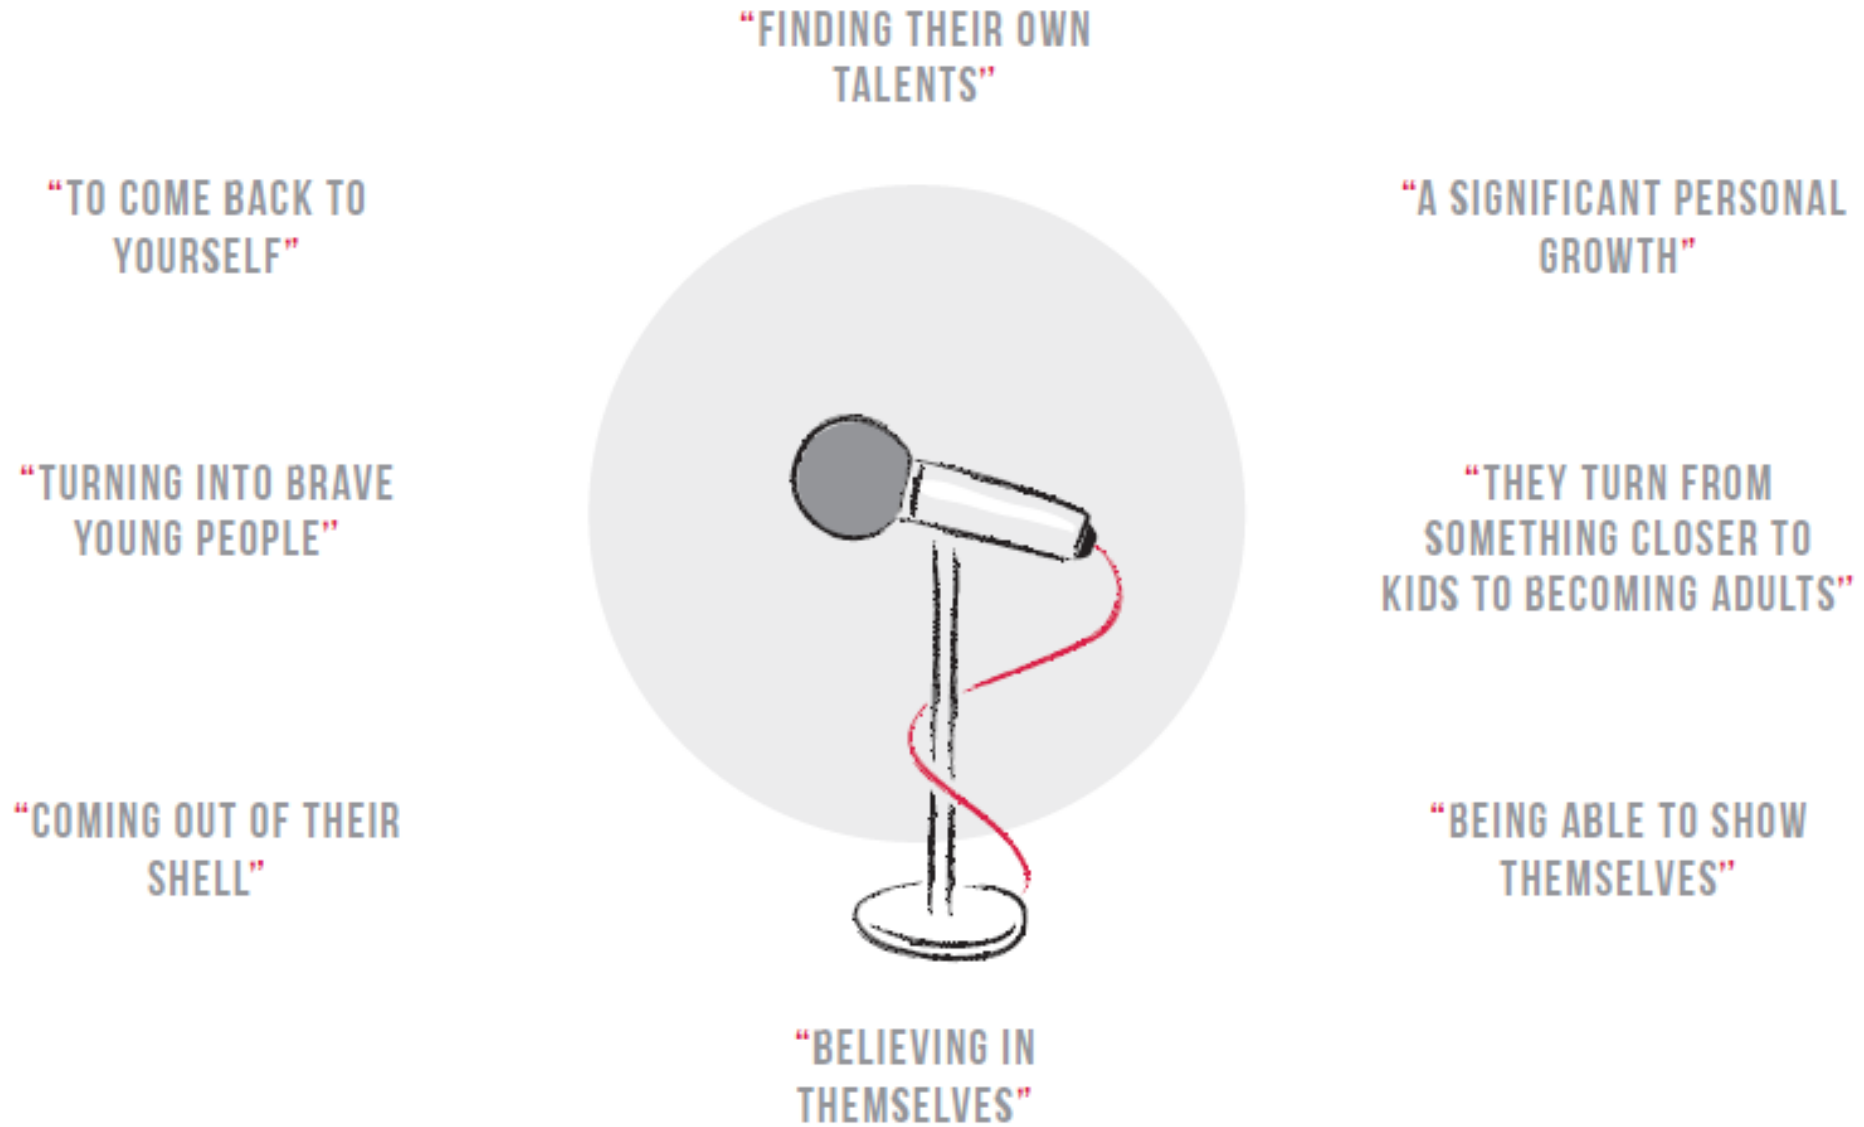 “FINDING THEIR OWN
TALENTS”
“TO COME BACK TO
YOURSELF”
“A SIGNIFICANT PERSONAL
GROWTH”
“TURNING INTO BRAVE
YOUNG PEOPLE”
“THEY TURN FROM
SOMETHING CLOSER TO
KIDS TO BECOMING ADULTS”
“COMING OUT OF THEIR
SHELL”
“BEING ABLE TO SHOW
THEMSELVES”
“BELIEVING IN
THEMSELVES”